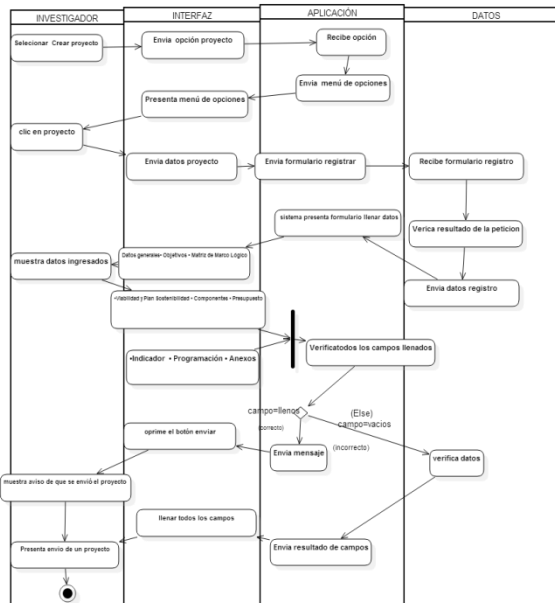 INVESTIGADOR
INTERFAZ
APLICACIÓN
DATOS
Selecionar Crear proyecto
Envia opción proyecto
Recibe opción
Envia menú de opciones
Presenta menú de opciones
clic en proyecto
Envia datos proyecto
Envia formulario registrar
Recibe formulario registro
sistema presenta formulario llenar datos
Verica resultado de la peticion
muestra datos ingresados
Datos generales• Objetivos • Matriz de Marco Lógico
Envia datos registro
•Viabilidad y Plan Sostenibilidad • Componentes • Presupuesto
•Indicador • Programación • Anexos
Verificatodos los campos llenados
campo=llenos
(correcto)
(Else)
campo=vacios
(incorrecto)
oprime el botón enviar
Envia mensaje
verifica datos
muestra aviso de que se envió el proyecto
llenar todos los campos
Presenta envio de un proyecto
Envia resultado de campos